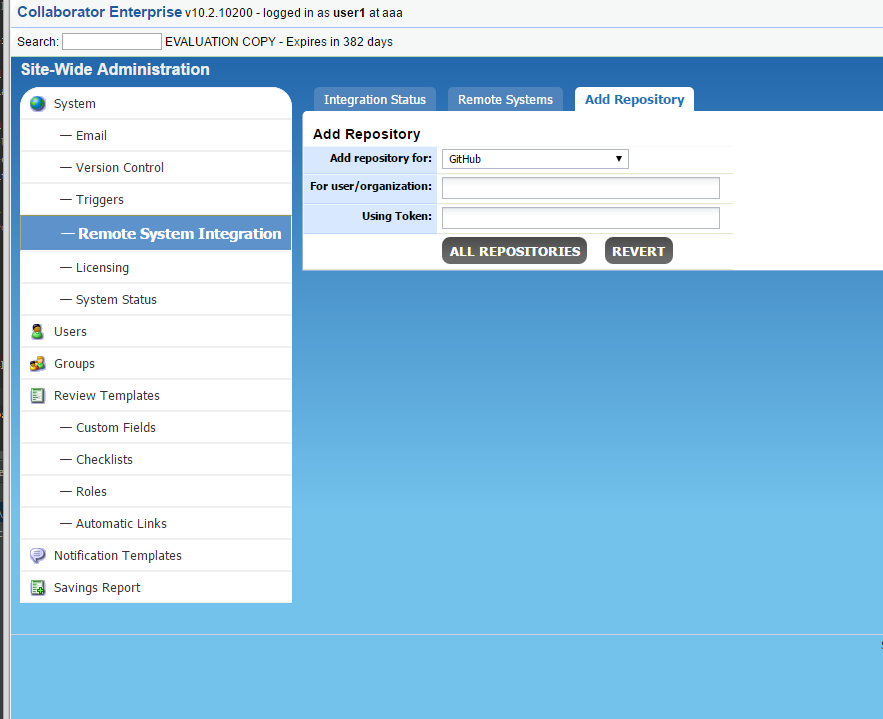 Collaborator Enterprise v10.2.10200 - logged in as user1 at aaa
Search: EVALUATION COPY - Expires in 382 days
Site-Wide Administration
System
— Email
— Version Control
— Triggers
— Remote System Integration
— Licensing
— System Status
Users
Groups
Review Templates
— Custom Fields
— Checklists
— Roles
— Automatic Links
Notification Templates
Savings Report
Integration Status Remote Systems Add Repository
Add Repository
Add repository for: GitHub
For user/organization:
Using Token:
ALL REPOSITORIES REVERT